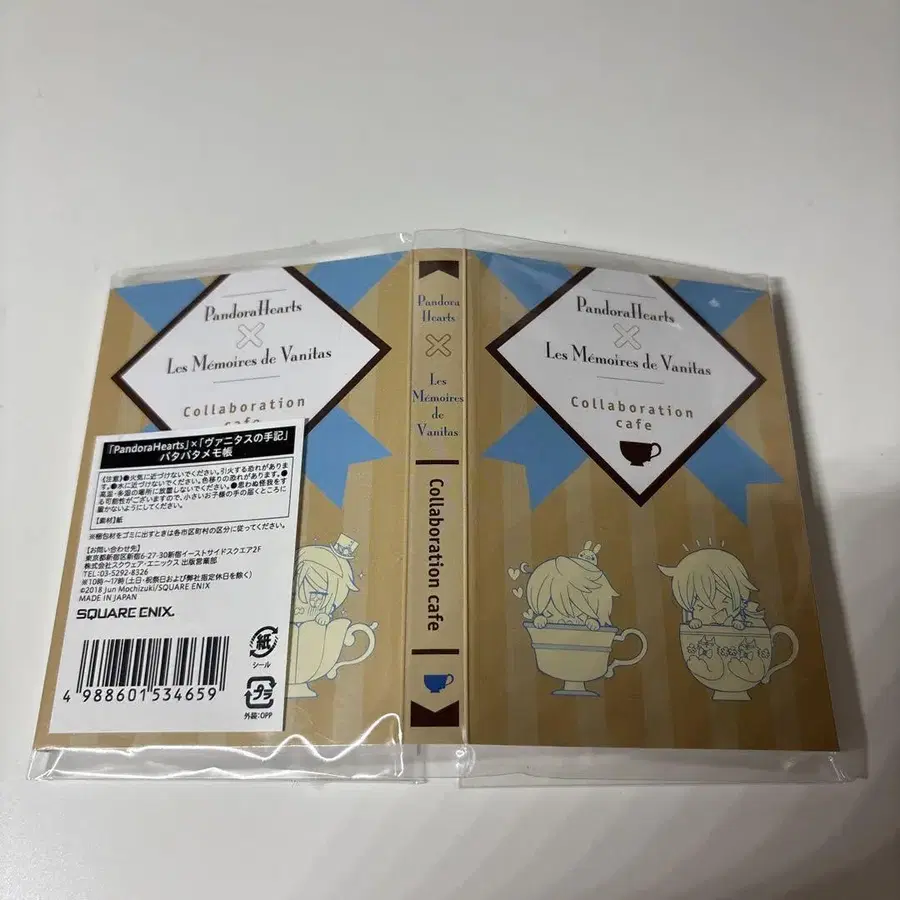 PandoraHearts
Les Mémoires de Vanitas
Collaboration
cafe
「PandoraHearts」×「ヴァニタスの手記」
パタパタメモ帳
《注意》●火気に近づけないでください。引火する恐れがありま
す。●水に近づけないでください。色移りの恐れがあります。●
高温・多湿の場所に放置しないでください。●思わぬ怪我をす
る可能性がございますので、小さいお子様の手の届くところに
置かないようにしてください。
【素材】紙
※梱包材をゴミに出すときは各市区町村の区分に従ってください。
【お問い合わせ先】
東京都新宿区新宿6-27-30新宿イーストサイドスクエア2F
株式会社スクウェア・エニックス 出版営業部
TEL:03-5292-8326
※10時~17時(土日・祝祭日および弊社指定休日を除く)
©2018 Jun Mochizuki/SQUARE ENIX
MADE IN JAPAN
SQUARE ENIX.
4 988601 534659
紙
シール
プラ
外装:OPP
Pandora
Hearts
Les
Mémoires
de
Vanitas
Collaboration cafe
PandoraHearts
Les Mémoires de Vanitas
Collaboration
cafe